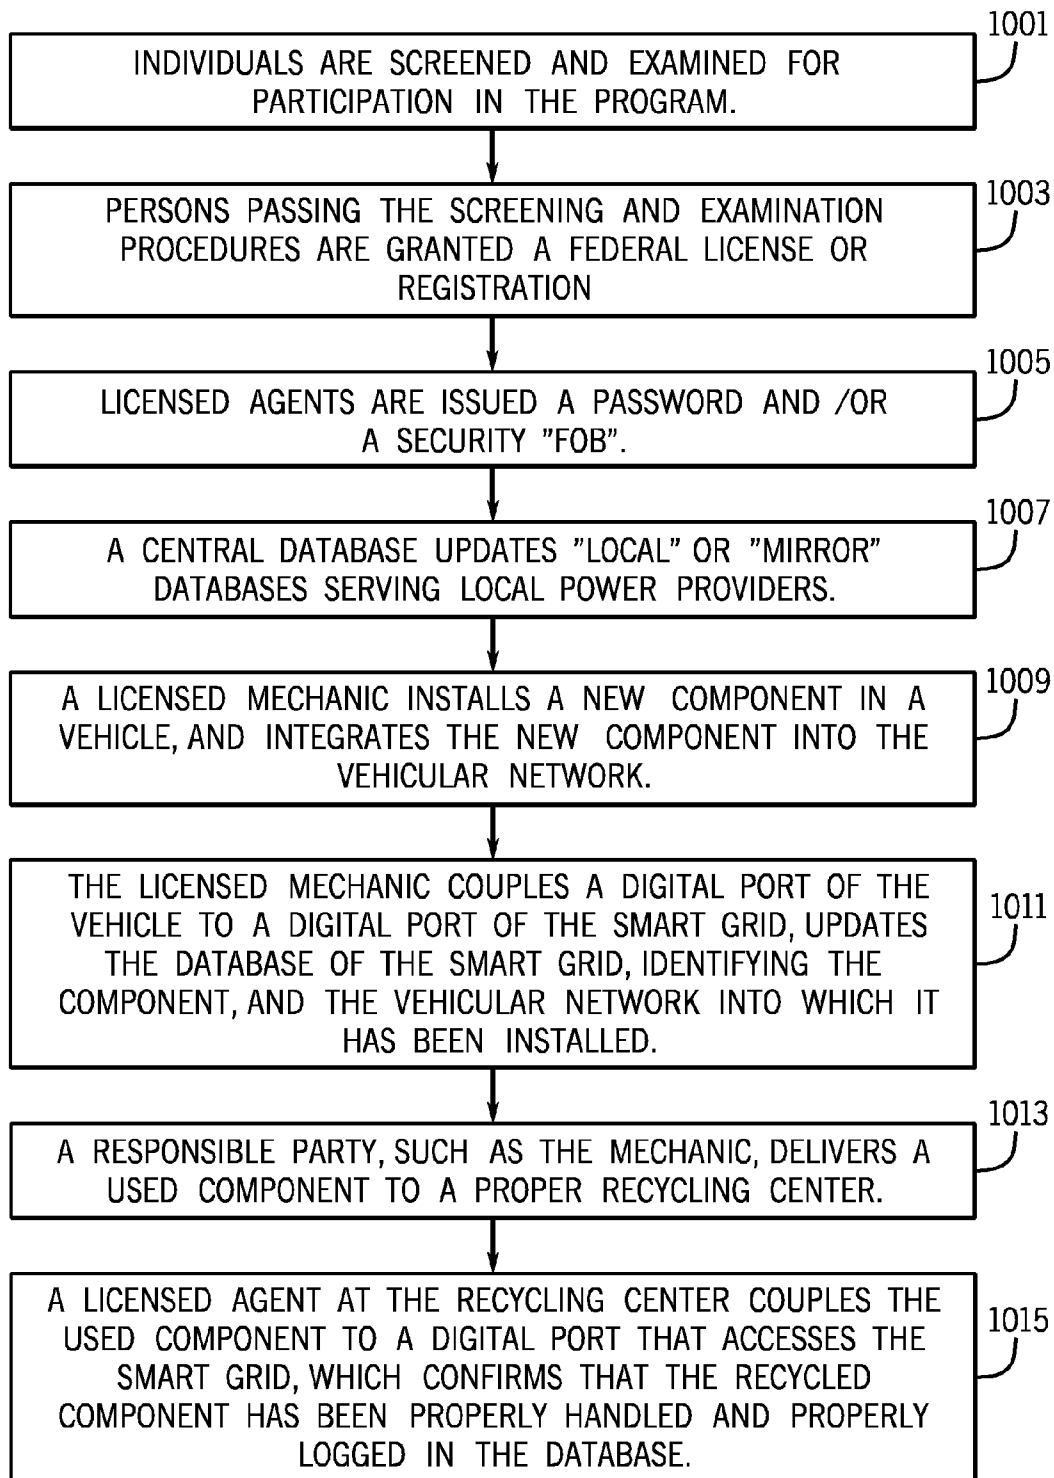 1001
INDIVIDUALS ARE SCREENED AND EXAMINED FOR
PARTICIPATION IN THE PROGRAM.
1003
PERSONS PASSING THE SCREENING AND EXAMINATION
PROCEDURES ARE GRANTED A FEDERAL LICENSE OR
REGISTRATION
1005
LICENSED AGENTS ARE ISSUED A PASSWORD AND /OR
A SECURITY "FOB".
1007
A CENTRAL DATABASE UPDATES "LOCAL" OR "MIRROR"
DATABASES SERVING LOCAL POWER PROVIDERS.
1009
A LICENSED MECHANIC INSTALLS A NEW COMPONENT IN A
VEHICLE, AND INTEGRATES THE NEW COMPONENT INTO THE
VEHICULAR NETWORK.
1011
THE LICENSED MECHANIC COUPLES A DIGITAL PORT OF THE
VEHICLE TO A DIGITAL PORT OF THE SMART GRID, UPDATES
THE DATABASE OF THE SMART GRID, IDENTIFYING THE
COMPONENT, AND THE VEHICULAR NETWORK INTO WHICH IT
HAS BEEN INSTALLED.
1013
A RESPONSIBLE PARTY, SUCH AS THE MECHANIC, DELIVERS A
USED COMPONENT TO A PROPER RECYCLING CENTER.
1015
A LICENSED AGENT AT THE RECYCLING CENTER COUPLES THE
USED COMPONENT TO A DIGITAL PORT THAT ACCESSES THE
SMART GRID, WHICH CONFIRMS THAT THE RECYCLED
COMPONENT HAS BEEN PROPERLY HANDLED AND PROPERLY
LOGGED IN THE DATABASE.